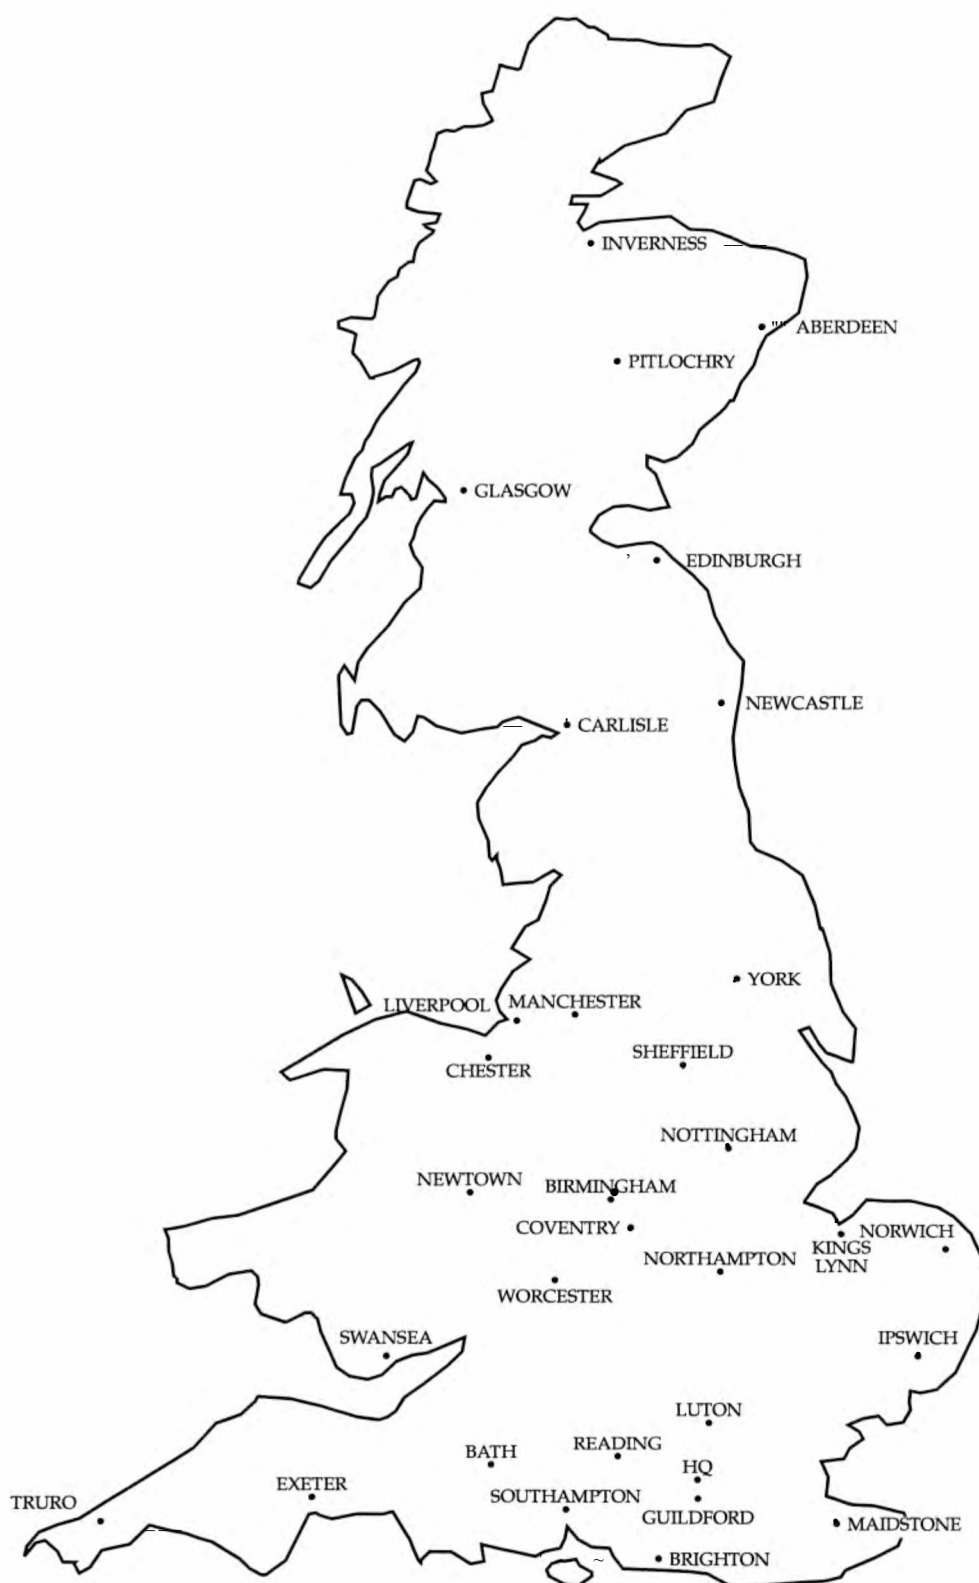 INVERNESS
ABERDEEN
PITLOCHRY
GLASGOW
EDINBURGH
NEWCASTLE
CARLISLE
YORK
LIVERPOOL
MANCHESTER
SHEFFIELD
CHESTER
NOTTINGHAM
NEWTOWN
BIRMINGHAM
COVENTRY
NORWICH
KINGS
LYNN
NORTHAMPTON
WORCESTER
SWANSEA
IPSWICH
LUTON
READING
BATH
HQ
EXETER
SOUTHAMPTON
TRURO
GUILDFORD
MAIDSTONE
BRIGHTON